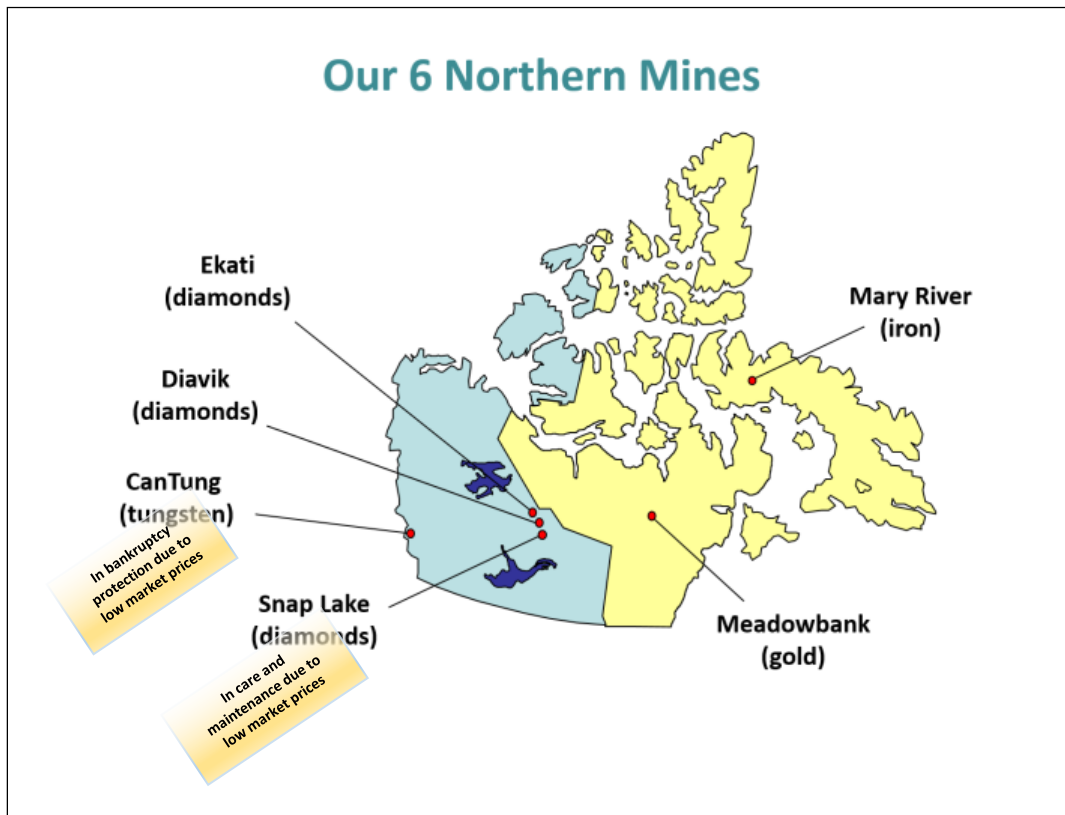 Our 6 Northern Mines
Ekati
(diamonds)
Mary River
(iron)
Diavik
(diamonds)
CanTung
(tungsten)
In bankruptcy
protection due to
low market prices
Snap Lake
(diamonds)
In care and
maintenance due to
low market prices
Meadowbank
(gold)